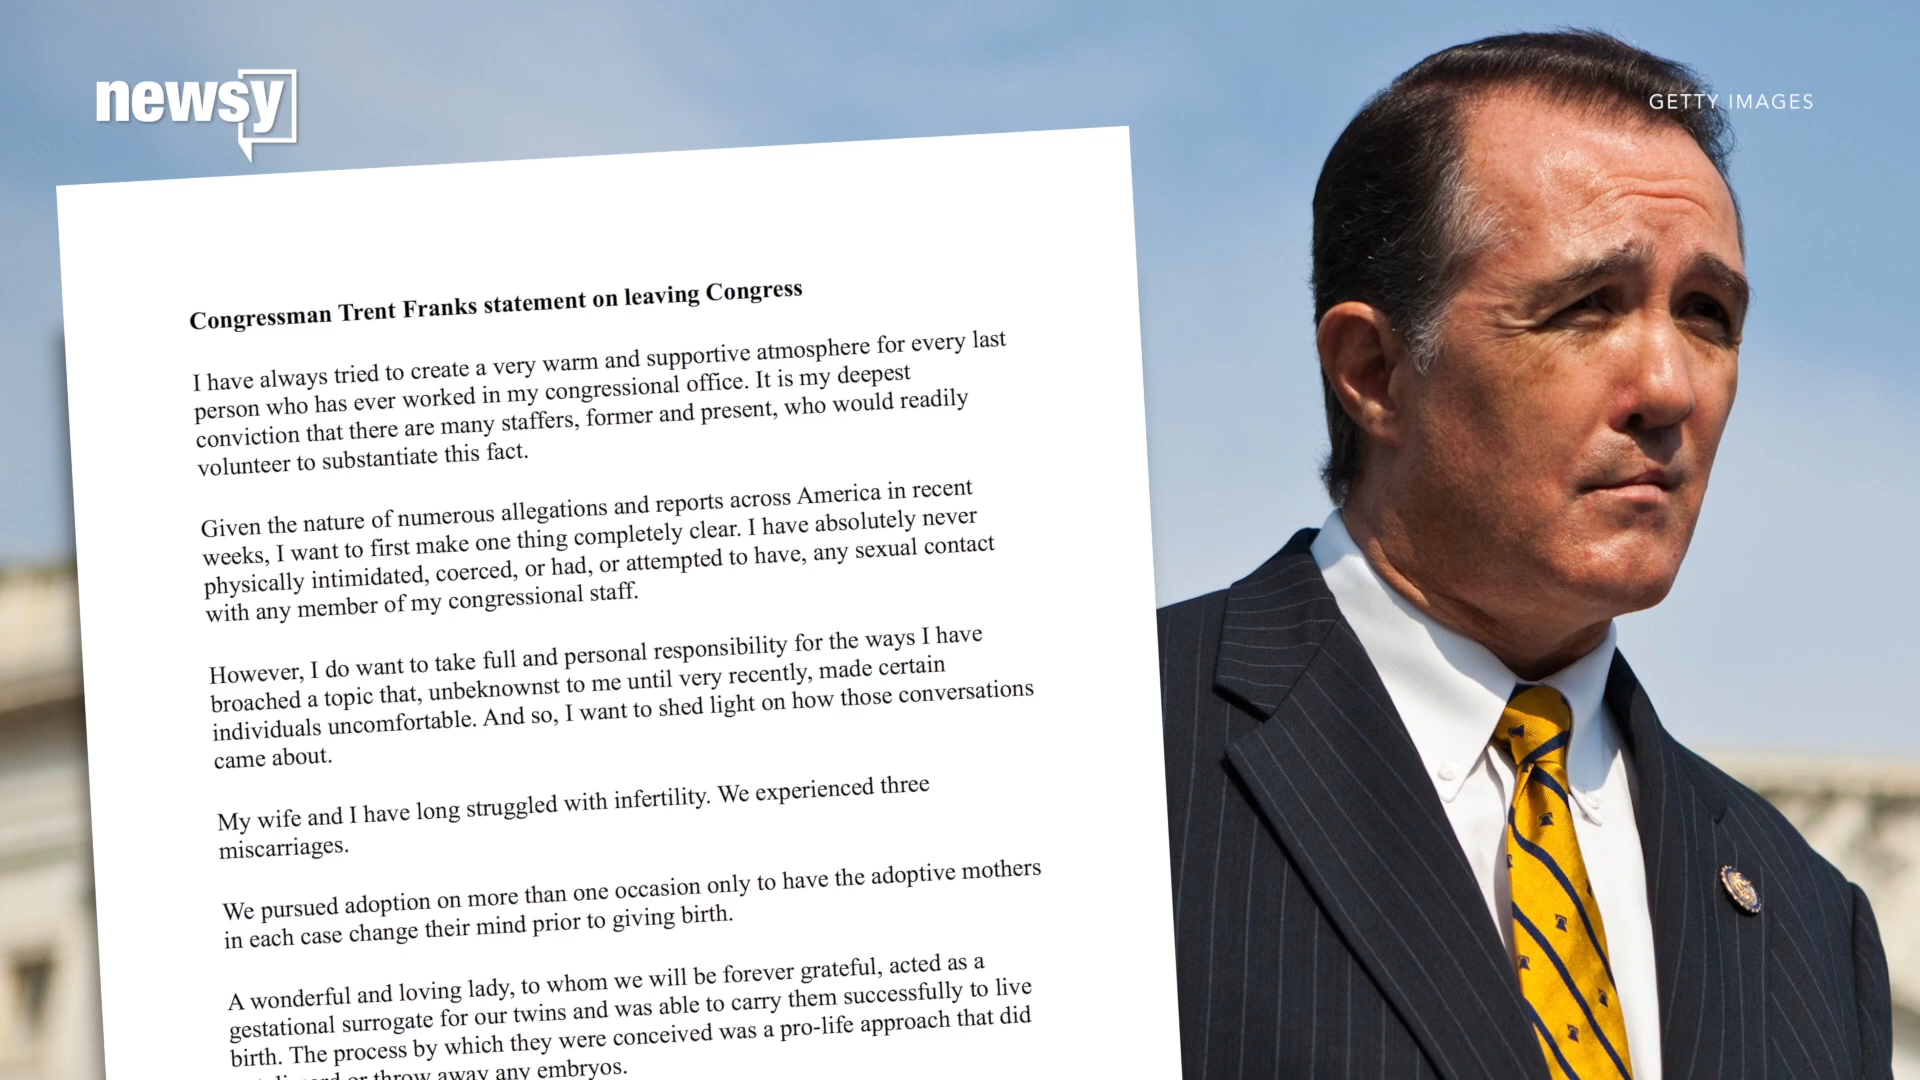 newsy
GETTY IMAGES
Congressman Trent Franks statement on leaving Congress
I have always tried to create a very warm and supportive atmosphere for every last
person who has ever worked in my congressional office. It is my deepest
conviction that there are many staffers, former and present, who would readily
volunteer to substantiate this fact.
Given the nature of numerous allegations and reports across America in recent
weeks, I want to first make one thing completely clear. I have absolutely never
physically intimidated, coerced, or had, or attempted to have, any sexual contact
with any member of my congressional staff.
However, I do want to take full and personal responsibility for the ways I have
broached a topic that, unbeknownst to me until very recently, made certain
individuals uncomfortable. And so, I want to shed light on how those conversations
came about.
My wife and I have long struggled with infertility. We experienced three
miscarriages.
We pursued adoption on more than one occasion only to have the adoptive mothers
in each case change their mind prior to giving birth.
A wonderful and loving lady, to whom we will be forever grateful, acted as a
gestational surrogate for our twins and was able to carry them successfully to live
birth. The process by which they were conceived was a pro-life approach that did
or throw away any embryos.